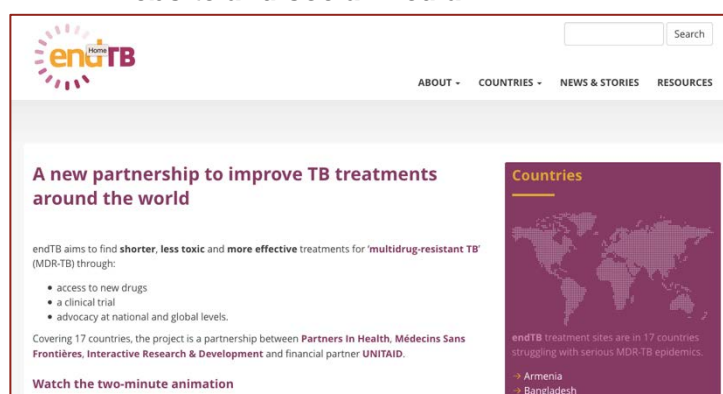 Search
endTB
Home
ABOUT COUNTRIES NEWS & STORIES RESOURCES
A new partnership to improve TB treatments
around the world
endTB aims to find shorter, less toxic and more effective treatments for 'multidrug-resistant TB'
(MDR-TB) through:
• access to new drugs
• a clinical trial
• advocacy at national and global levels.
Covering 17 countries, the project is a partnership between Partners In Health, Médecins Sans
Frontières, Interactive Research & Development and financial partner UNITAID.
Watch the two-minute animation
Countries
endTB treatment sites are in 17 countries
struggling with serious MDR-TB epidemics.
→ Armenia
→ Bangladesh